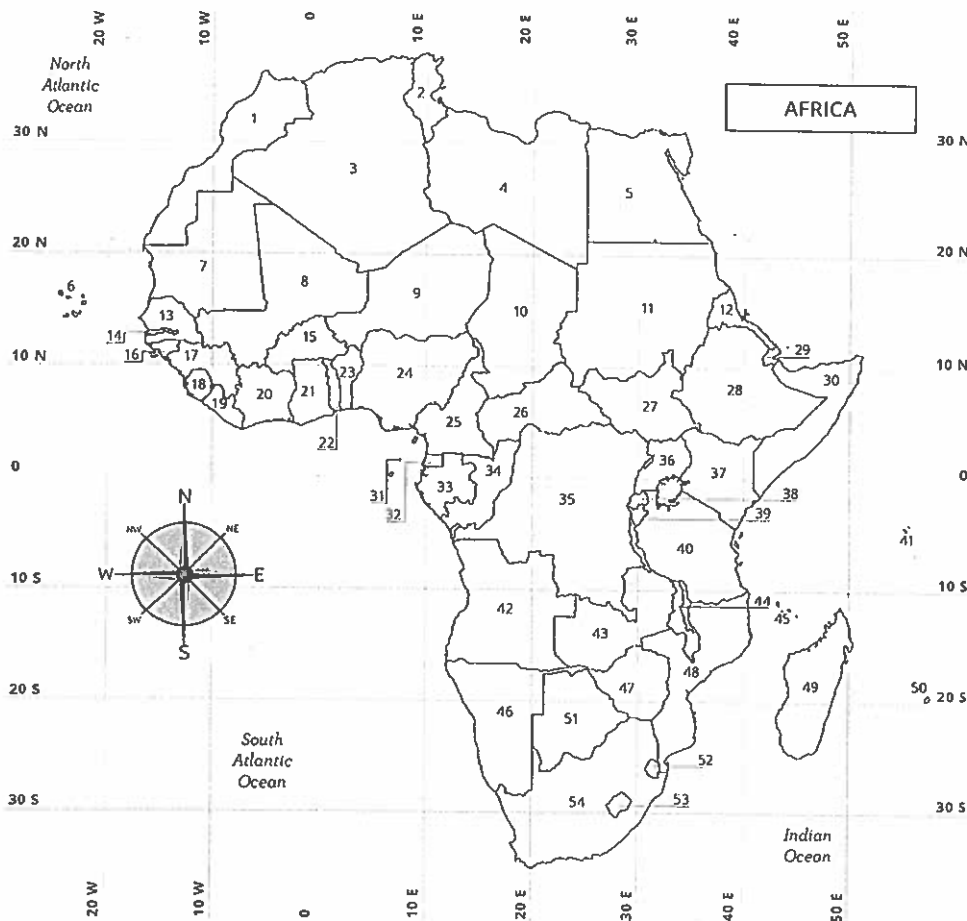 20 W
10 W
0
10 E
20 E
30 E
40 E
50 E
North
Atlantic
Ocean
AFRICA
2
1
30 N
30 N
3
4
5
20 N
20 N
6
7
8
9
10
11
12
13
14
15
29
10 N
16
17
10 N
18
19
20
21
22
23
24
28
30
25
26
27
0
36
37
0
34
31
32
33
35
38
39
N
NW
NE
40
41
W
E
10 S
10 S
SW
SE
S
42
43
44
45
48
20 S
46
47
49
50
20 S
51
South
Atlantic
Ocean
52
30 S
54
53
30 S
Indian
Ocean
20 W
10 W
0
10 E
20 E
30 E
40 E
50 E